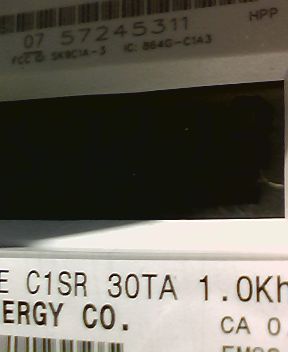 07 57245311 HPP
FCC ID: SK9C1A-3 IC: 864G-C1A3
E C1SR 30TA 1.0Kh
ERGY CO.
CA 0